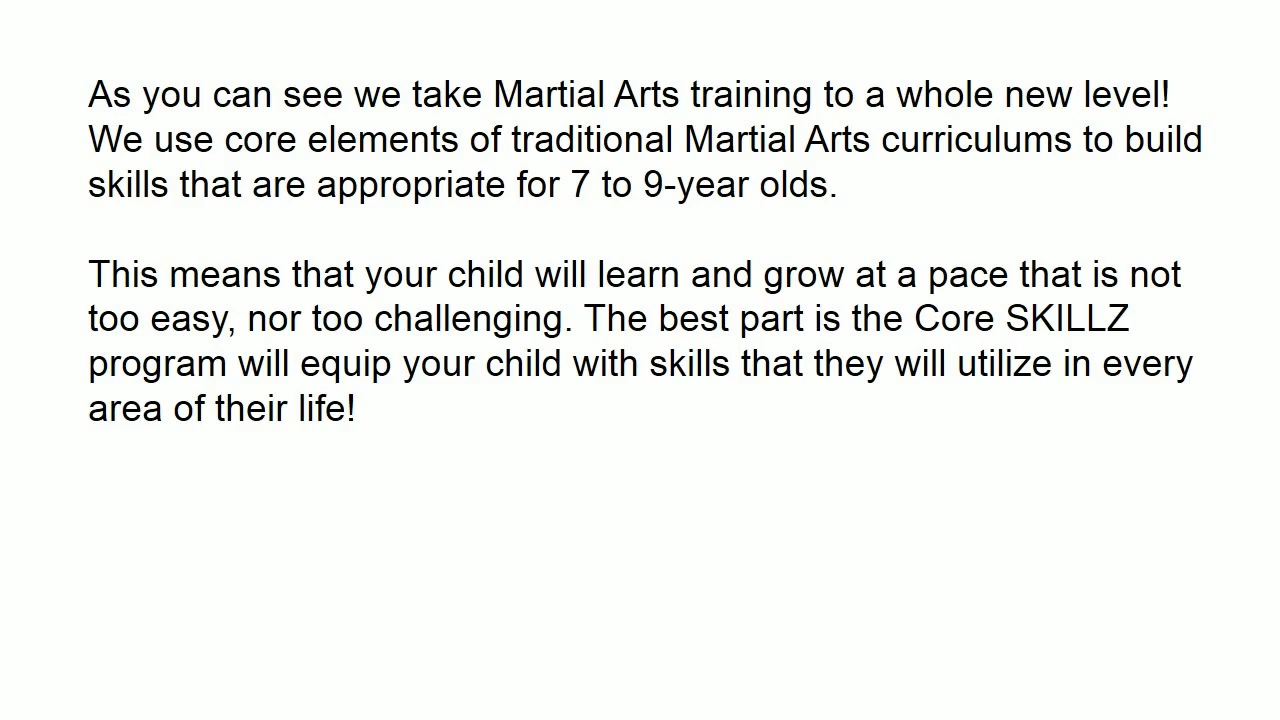 As you can see we take Martial Arts training to a whole new level!
We use core elements of traditional Martial Arts curriculums to build
skills that are appropriate for 7 to 9-year olds.
This means that your child will learn and grow at a pace that is not
too easy, nor too challenging. The best part is the Core SKILLZ
program will equip your child with skills that they will utilize in every
area of their life!